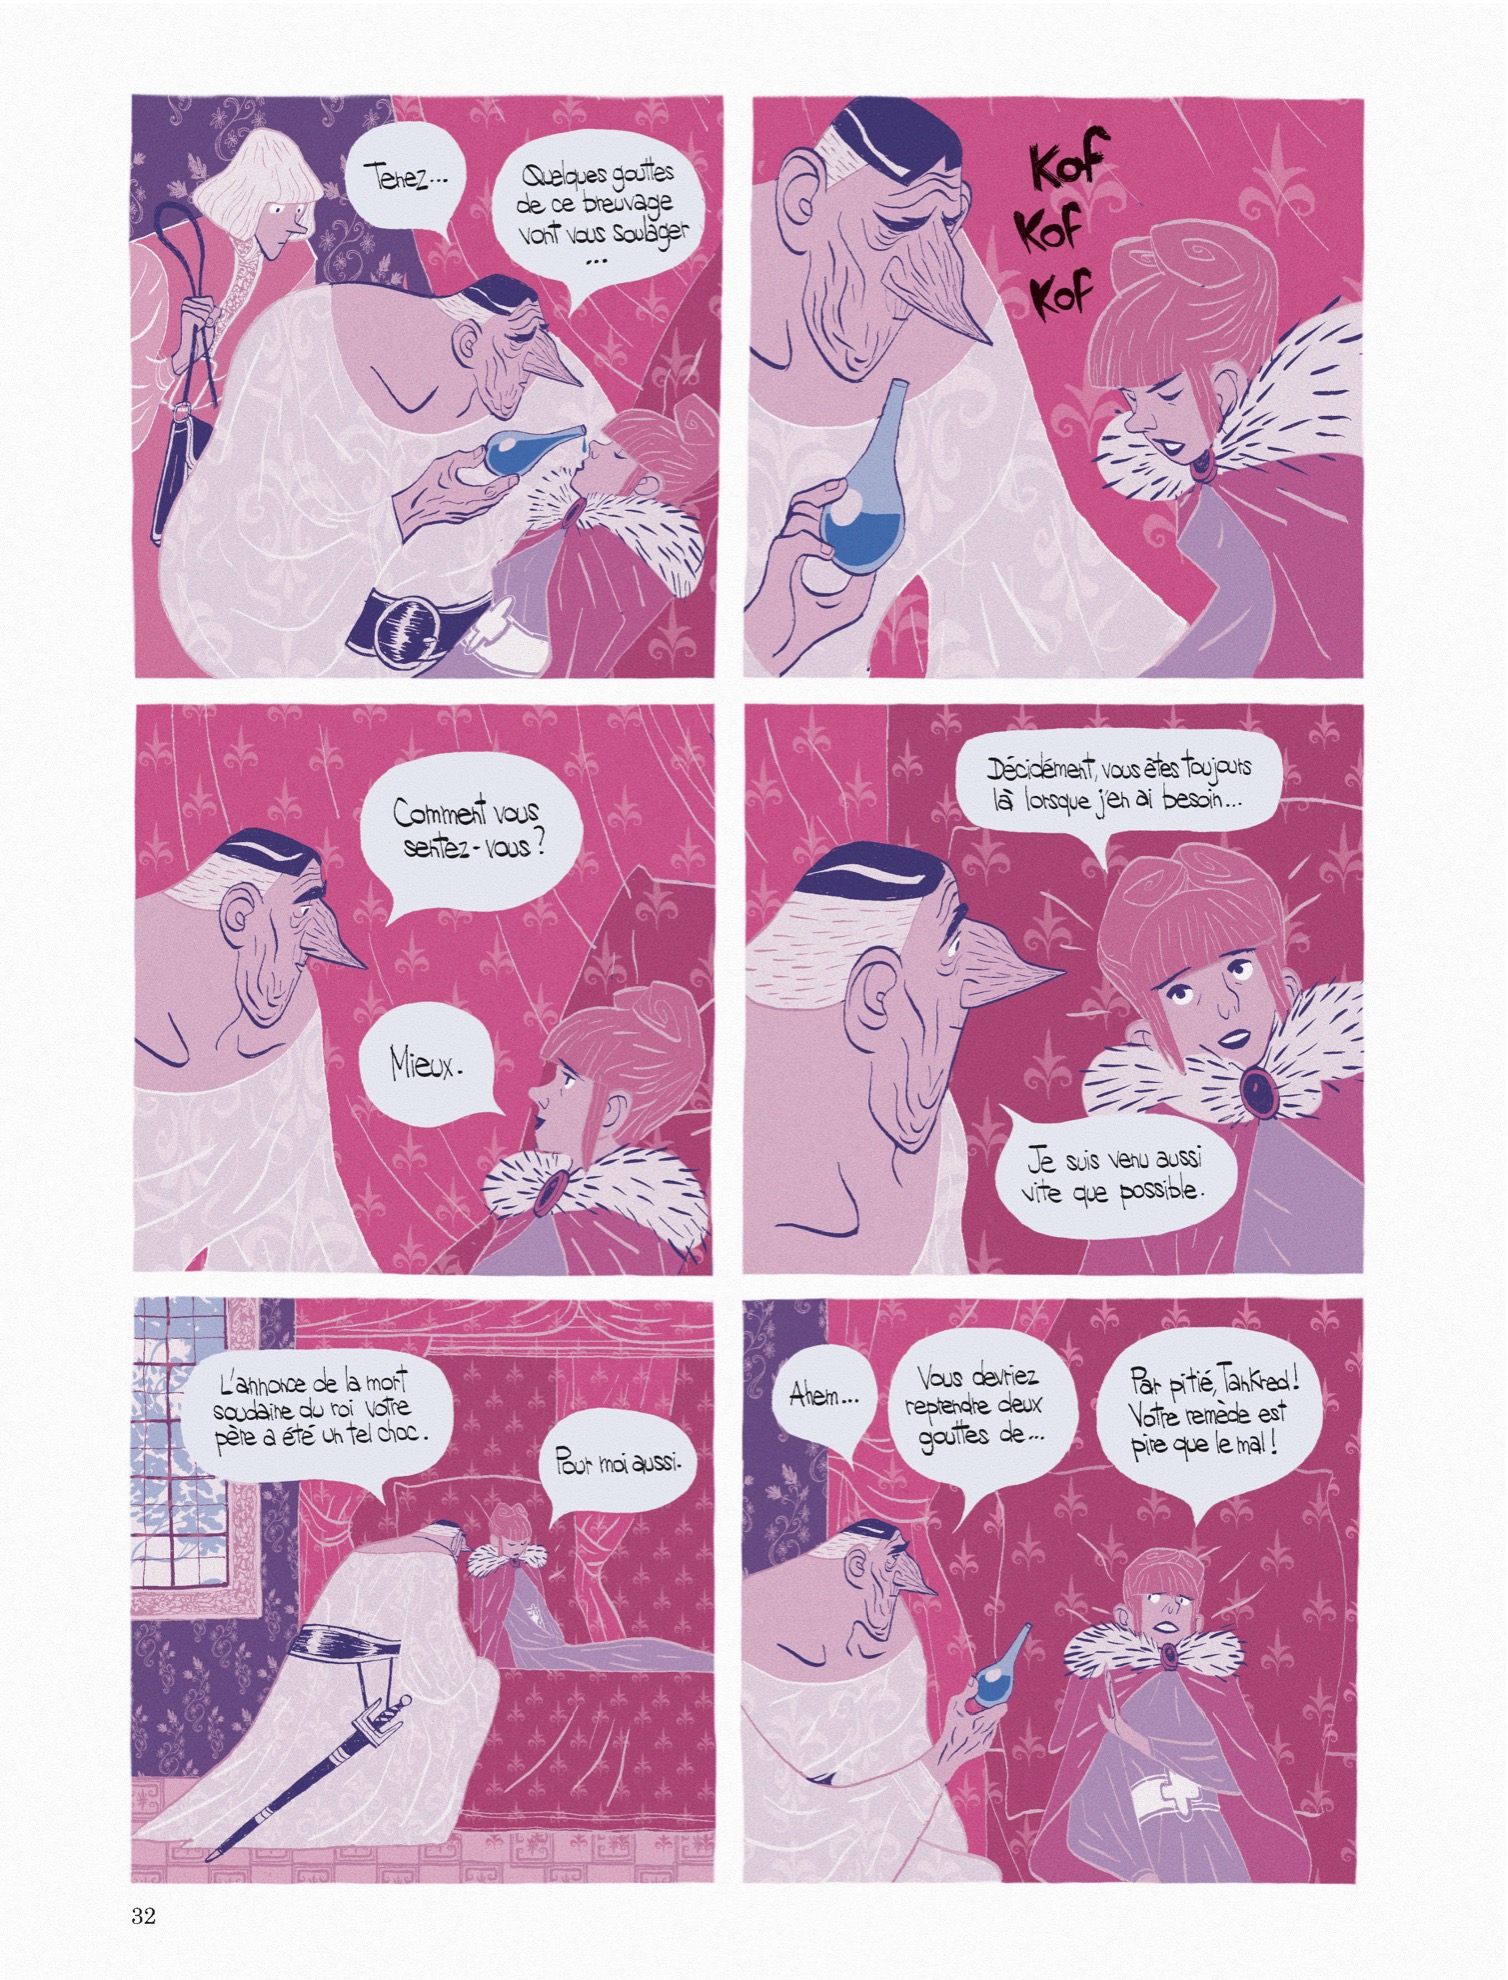 Tenez...
Quelques gouttes
de ce breuvage
vont vous soulager
...
Kof
Kof
Kof
Comment vous
sentez-vous ?
Mieux.
Décidément, vous êtes toujours
là lorsque j'en ai besoin...
Je suis venu aussi
vite que possible.
L'annonce de la mort
soudaine du roi votre
père a été un tel choc.
Pour moi aussi.
Ahem...
Vous devriez
reprendre deux
gouttes de...
Par pitié, Tankred !
Votre remède est
pire que le mal !
32